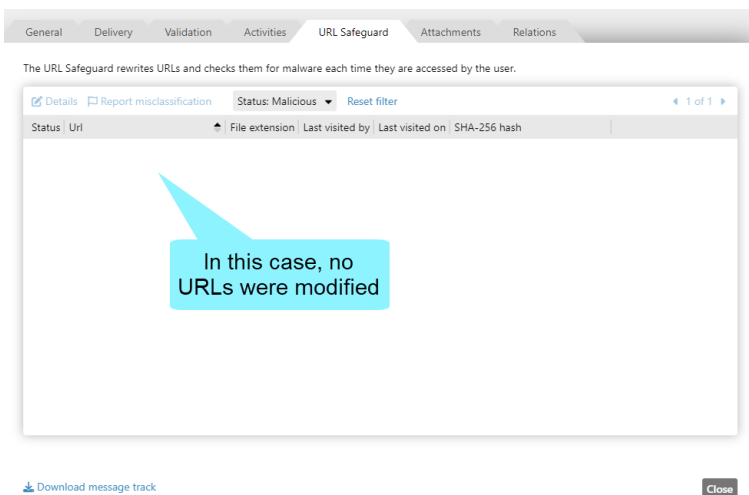 General Delivery Validation Activities URL Safeguard Attachments Relations
The URL Safeguard rewrites URLs and checks them for malware each time they are accessed by the user.
Details Report misclassification Status: Malicious Reset filter 1 of 1
Status Url File extension Last visited by Last visited on SHA-256 hash
In this case, no
URLs were modified
Download message track Close